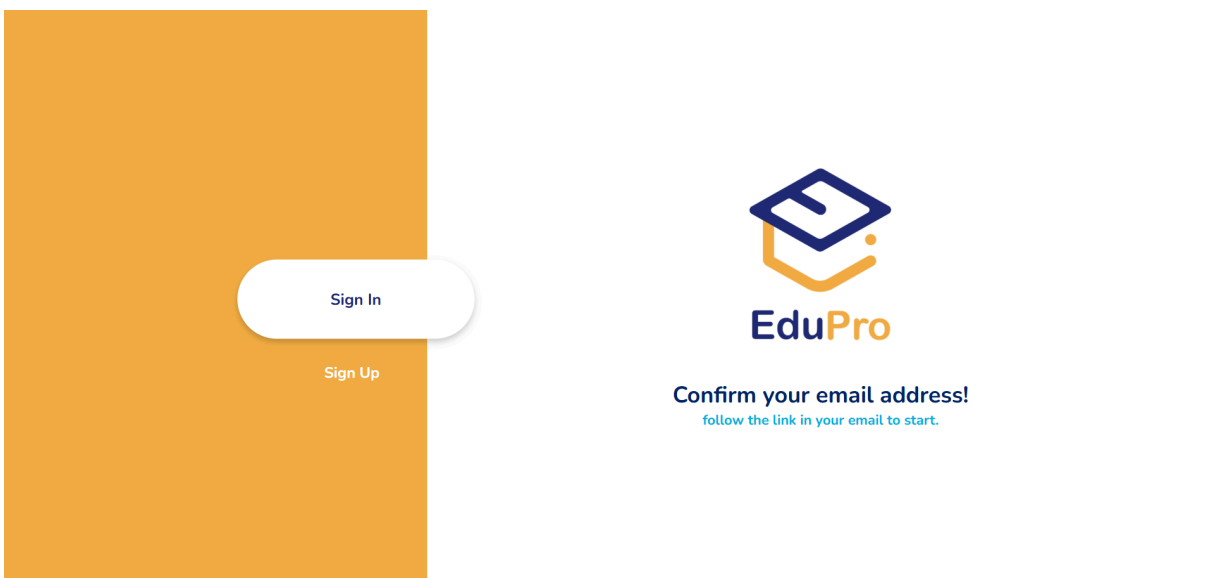 Sign In
Sign Up
EduPro
Confirm your email address!
follow the link in your email to start.